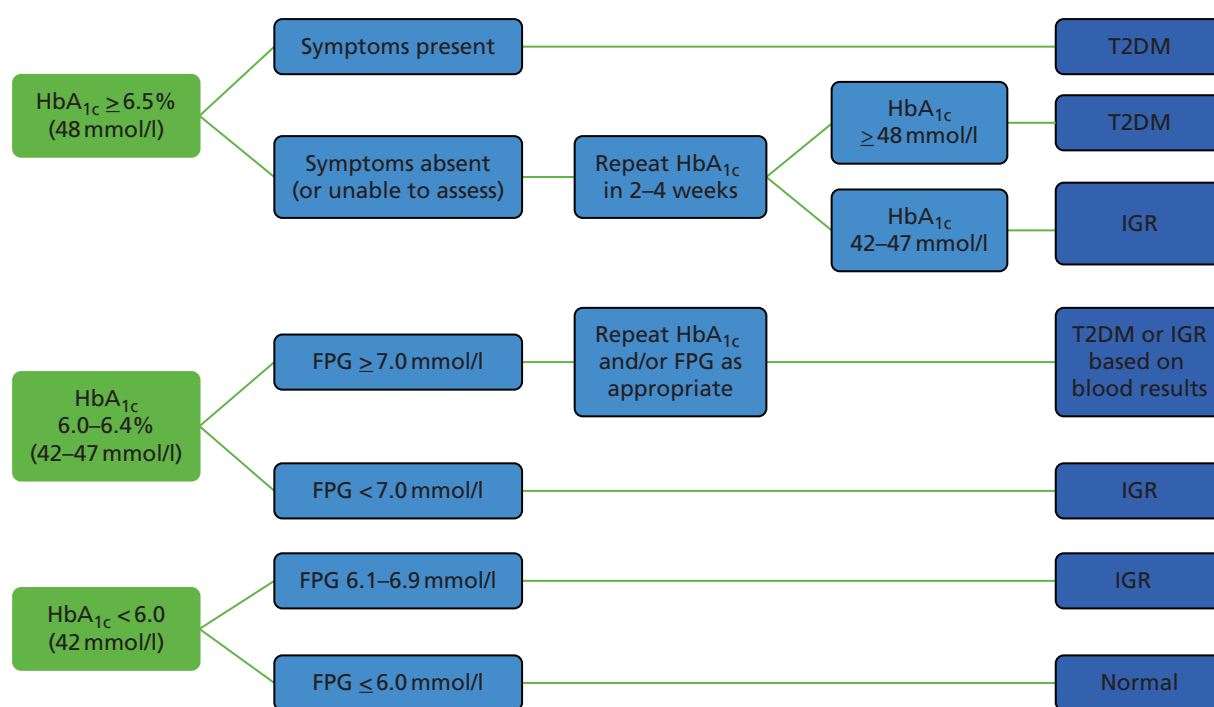 Symptoms present
T2DM
HbA1c ≥ 6.5%
(48 mmol/l)
Symptoms absent
(or unable to assess)
Repeat HbA1c
in 2–4 weeks
HbA1c
≥ 48 mmol/l
T2DM
HbA1c
42–47 mmol/l
IGR
HbA1c
6.0–6.4%
(42–47 mmol/l)
FPG ≥ 7.0 mmol/l
Repeat HbA1c
and/or FPG as
appropriate
T2DM or IGR
based on
blood results
FPG < 7.0 mmol/l
IGR
HbA1c < 6.0
(42 mmol/l)
FPG 6.1–6.9 mmol/l
IGR
FPG ≤ 6.0 mmol/l
Normal